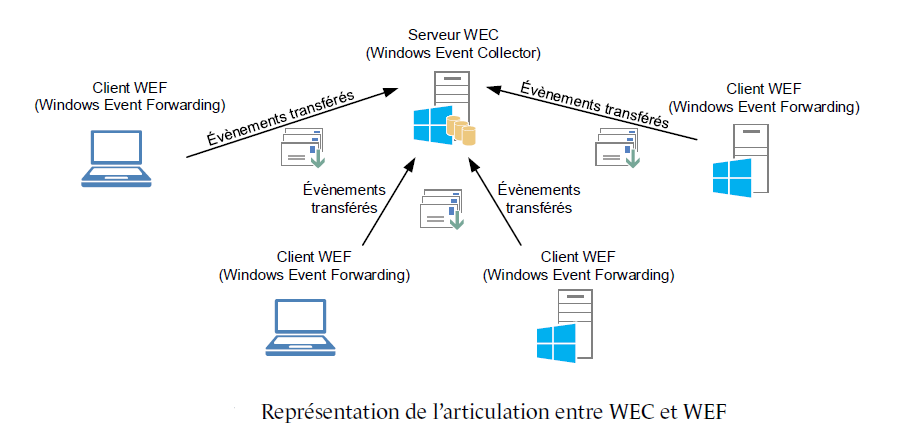 Serveur WEC
(Windows Event Collector)
Client WEF
(Windows Event Forwarding)
Évènements transférés
Évènements transférés
Client WEF
(Windows Event Forwarding)
Évènements
transférés
Évènements
transférés
Client WEF
(Windows Event Forwarding)
Client WEF
(Windows Event Forwarding)
Représentation de l’articulation entre WEC et WEF